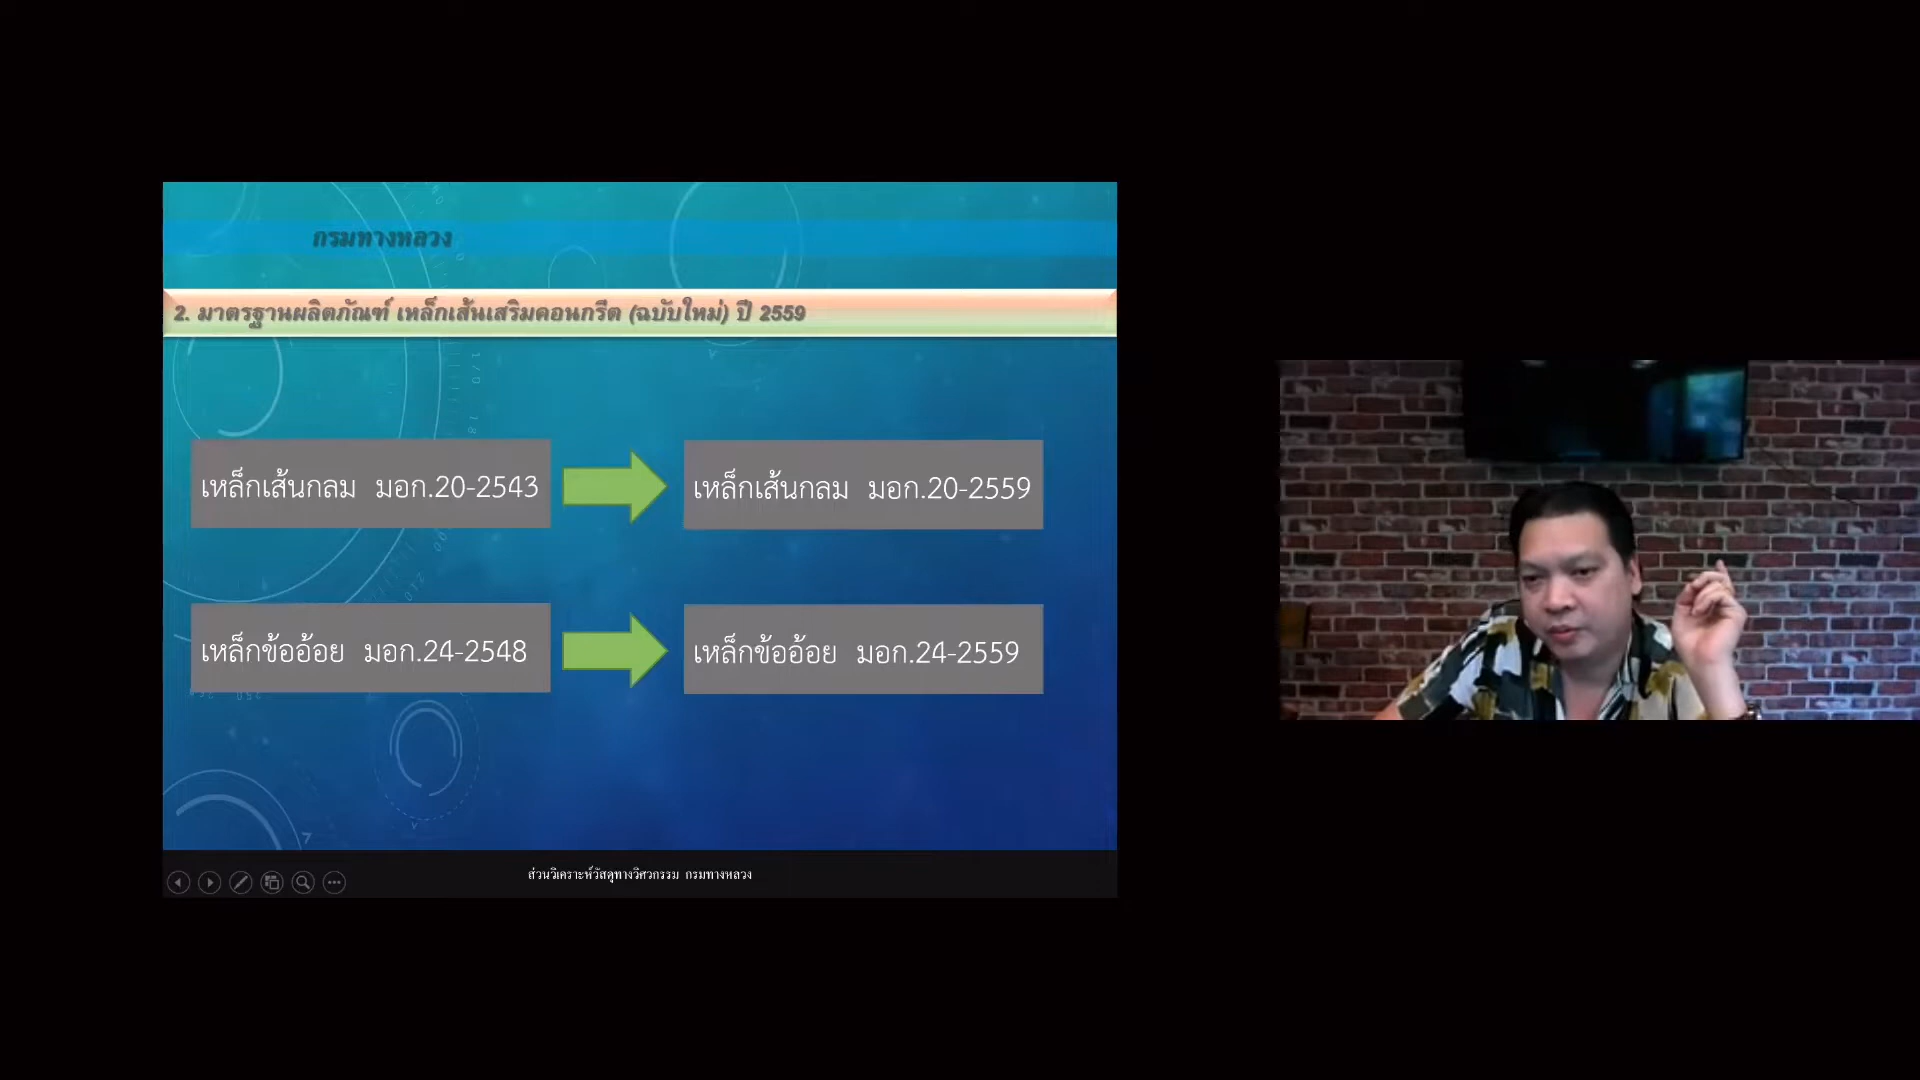 กรมทางหลวง
2. มาตรฐานผลิตภัณฑ์ เหล็กเส้นเสริมคอนกรีต (ฉบับใหม่) ปี 2559
เหล็กเส้นกลม มอก.20-2543
เหล็กเส้นกลม มอก.20-2559
เหล็กข้ออ้อย มอก.24-2548
เหล็กข้ออ้อย มอก.24-2559
ส่วนวิเคราะห์วัสดุทางวิศวกรรม กรมทางหลวง